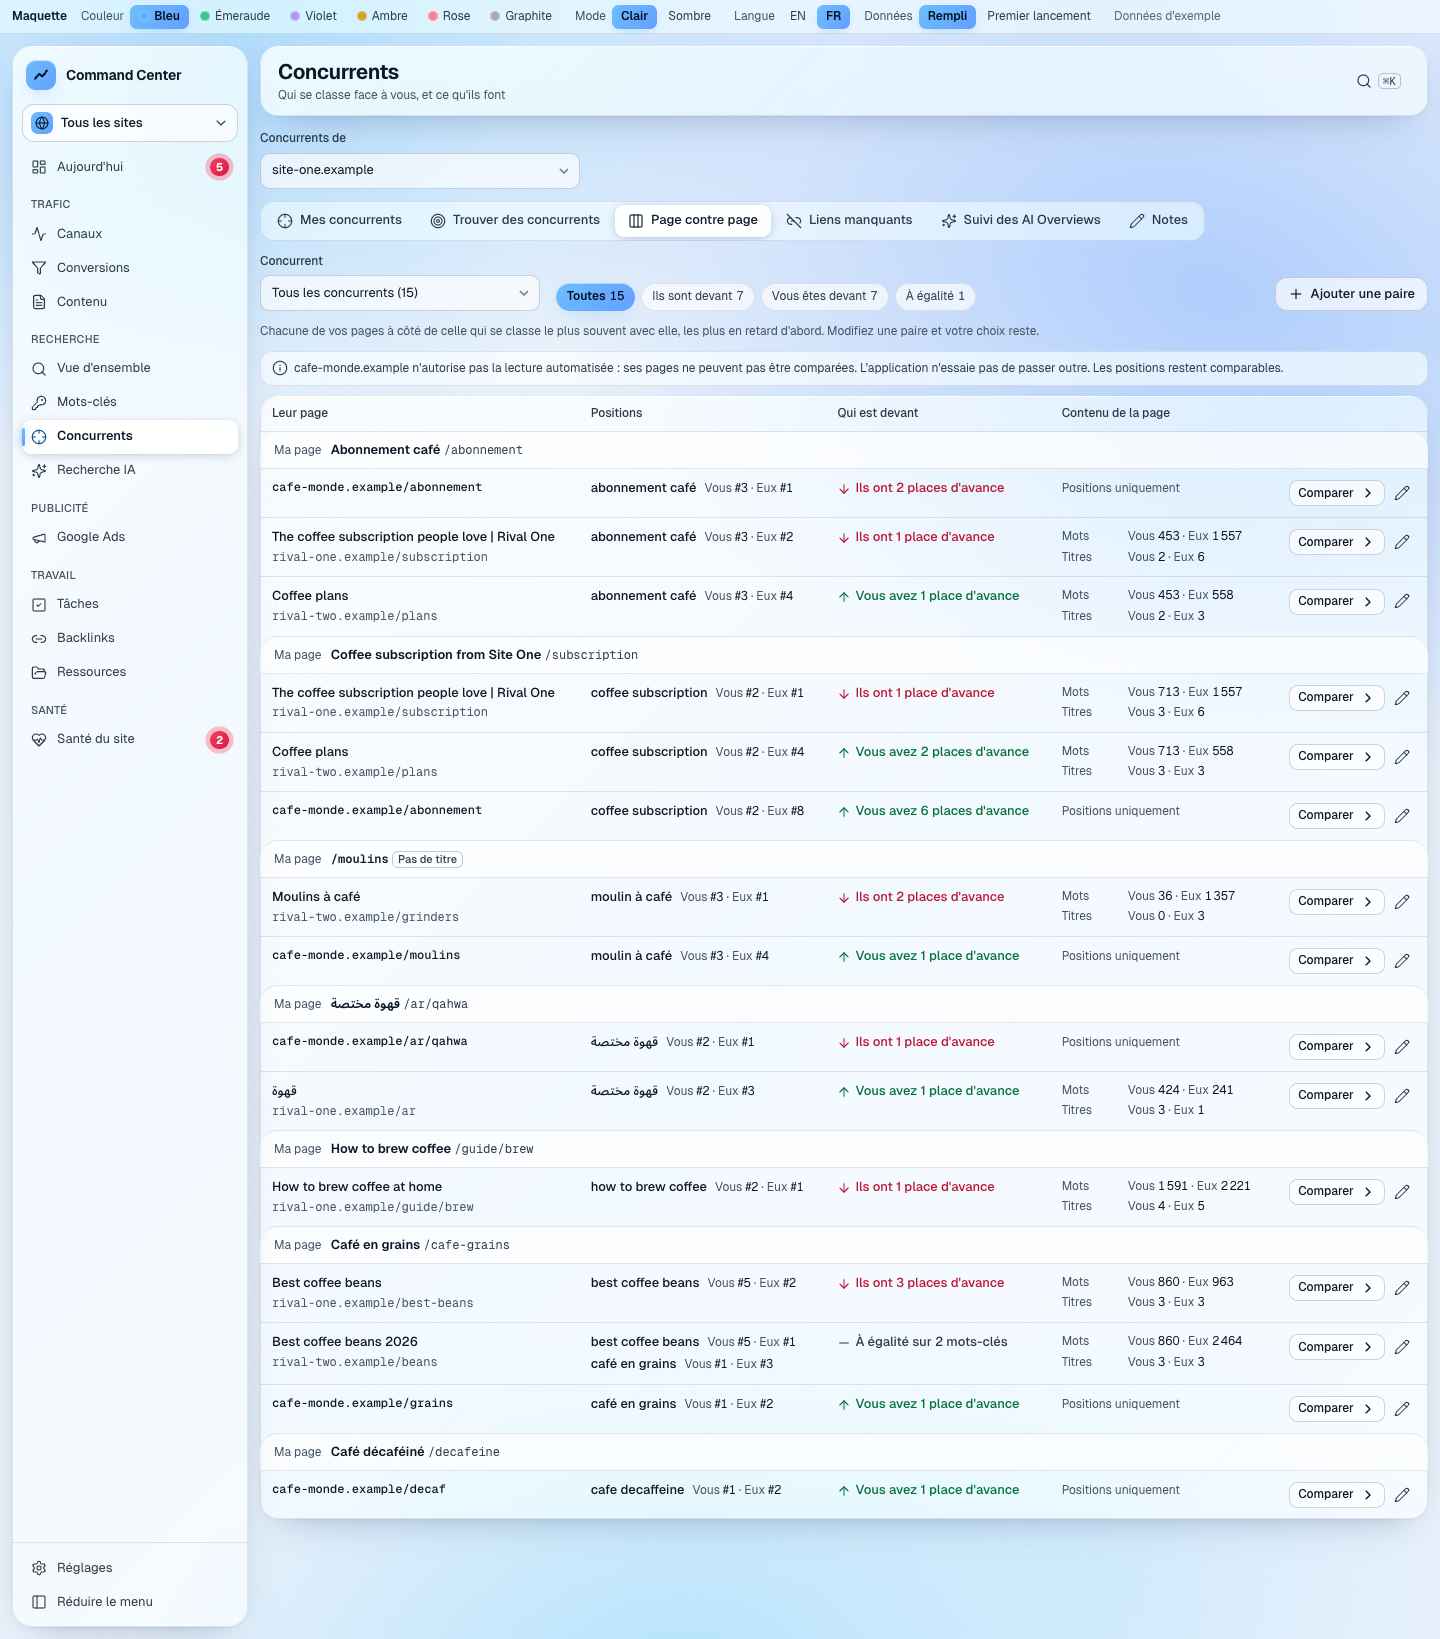 Maquette Couleur Bleu Émeraude Violet Ambre Rose Graphite Mode Clair Sombre Langue EN FR Données Rempli Premier lancement Données d'exemple
Command Center
Tous les sites
Aujourd'hui 5
TRAFIC
Canaux
Conversions
Contenu
RECHERCHE
Vue d'ensemble
Mots-clés
Concurrents
Recherche IA
PUBLICITÉ
Google Ads
TRAVAIL
Tâches
Backlinks
Ressources
SANTÉ
Santé du site 2
Réglages
Réduire le menu
Concurrents
Qui se classe face à vous, et ce qu'ils font
⌘K
Concurrents de
site-one.example
Mes concurrents Trouver des concurrents Page contre page Liens manquants Suivi des AI Overviews Notes
Concurrent
Tous les concurrents (15) Toutes 15 Ils sont devant 7 Vous êtes devant 7 À égalité 1 Ajouter une paire
Chacune de vos pages à côté de celle qui se classe le plus souvent avec elle, les plus en retard d'abord. Modifiez une paire et votre choix reste.
cafe-monde.example n'autorise pas la lecture automatisée : ses pages ne peuvent pas être comparées. L'application n'essaie pas de passer outre. Les positions restent comparables.
Leur page Positions Qui est devant Contenu de la page
Ma page Abonnement café /abonnement
cafe-monde.example/abonnement abonnement café Vous #3 · Eux #1 Ils ont 2 places d'avance Positions uniquement Comparer
The coffee subscription people love | Rival One abonnement café Vous #3 · Eux #2 Ils ont 1 place d'avance Mots Vous 453 · Eux 1 557 Comparer
rival-one.example/subscription Titres Vous 2 · Eux 6
Coffee plans abonnement café Vous #3 · Eux #4 Vous avez 1 place d'avance Mots Vous 453 · Eux 558 Comparer
rival-two.example/plans Titres Vous 2 · Eux 3
Ma page Coffee subscription from Site One /subscription
The coffee subscription people love | Rival One coffee subscription Vous #2 · Eux #1 Ils ont 1 place d'avance Mots Vous 713 · Eux 1 557 Comparer
rival-one.example/subscription Titres Vous 3 · Eux 6
Coffee plans coffee subscription Vous #2 · Eux #4 Vous avez 2 places d'avance Mots Vous 713 · Eux 558 Comparer
rival-two.example/plans Titres Vous 3 · Eux 3
cafe-monde.example/abonnement coffee subscription Vous #2 · Eux #8 Vous avez 6 places d'avance Positions uniquement Comparer
Ma page /moulins Pas de titre
Moulins à café moulin à café Vous #3 · Eux #1 Ils ont 2 places d'avance Mots Vous 36 · Eux 1 357 Comparer
rival-two.example/grinders Titres Vous 0 · Eux 3
cafe-monde.example/moulins moulin à café Vous #3 · Eux #4 Vous avez 1 place d'avance Positions uniquement Comparer
Ma page قهوة مختصة /ar/qahwa
cafe-monde.example/ar/qahwa قهوة مختصة Vous #2 · Eux #1 Ils ont 1 place d'avance Positions uniquement Comparer
قهوة قهوة مختصة Vous #2 · Eux #3 Vous avez 1 place d'avance Mots Vous 424 · Eux 241 Comparer
rival-one.example/ar Titres Vous 3 · Eux 1
Ma page How to brew coffee /guide/brew
How to brew coffee at home how to brew coffee Vous #2 · Eux #1 Ils ont 1 place d'avance Mots Vous 1 591 · Eux 2 221 Comparer
rival-one.example/guide/brew Titres Vous 4 · Eux 5
Ma page Café en grains /cafe-grains
Best coffee beans best coffee beans Vous #5 · Eux #2 Ils ont 3 places d'avance Mots Vous 860 · Eux 963 Comparer
rival-one.example/best-beans Titres Vous 3 · Eux 3
Best coffee beans 2026 best coffee beans Vous #5 · Eux #1 À égalité sur 2 mots-clés Mots Vous 860 · Eux 2 464 Comparer
rival-two.example/beans café en grains Vous #1 · Eux #3 Titres Vous 3 · Eux 3
cafe-monde.example/grains café en grains Vous #1 · Eux #2 Vous avez 1 place d'avance Positions uniquement Comparer
Ma page Café décaféiné /decafeine
cafe-monde.example/decaf cafe decaffeine Vous #1 · Eux #2 Vous avez 1 place d'avance Positions uniquement Comparer